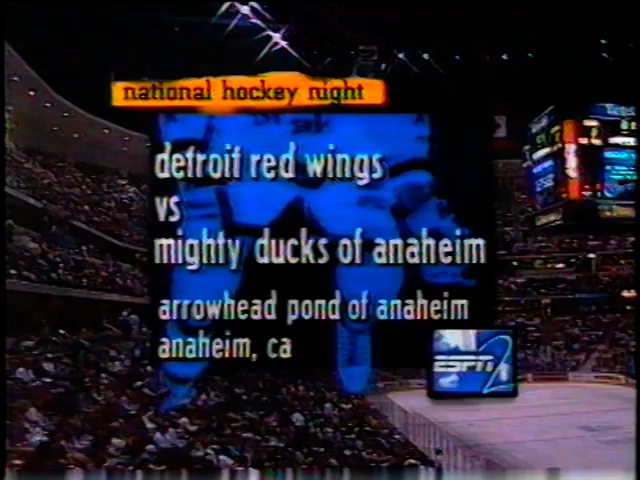 national hockey night
detroit red wings
vs
mighty ducks of anaheim
arrowhead pond of anaheim
anaheim, ca
ESPN2